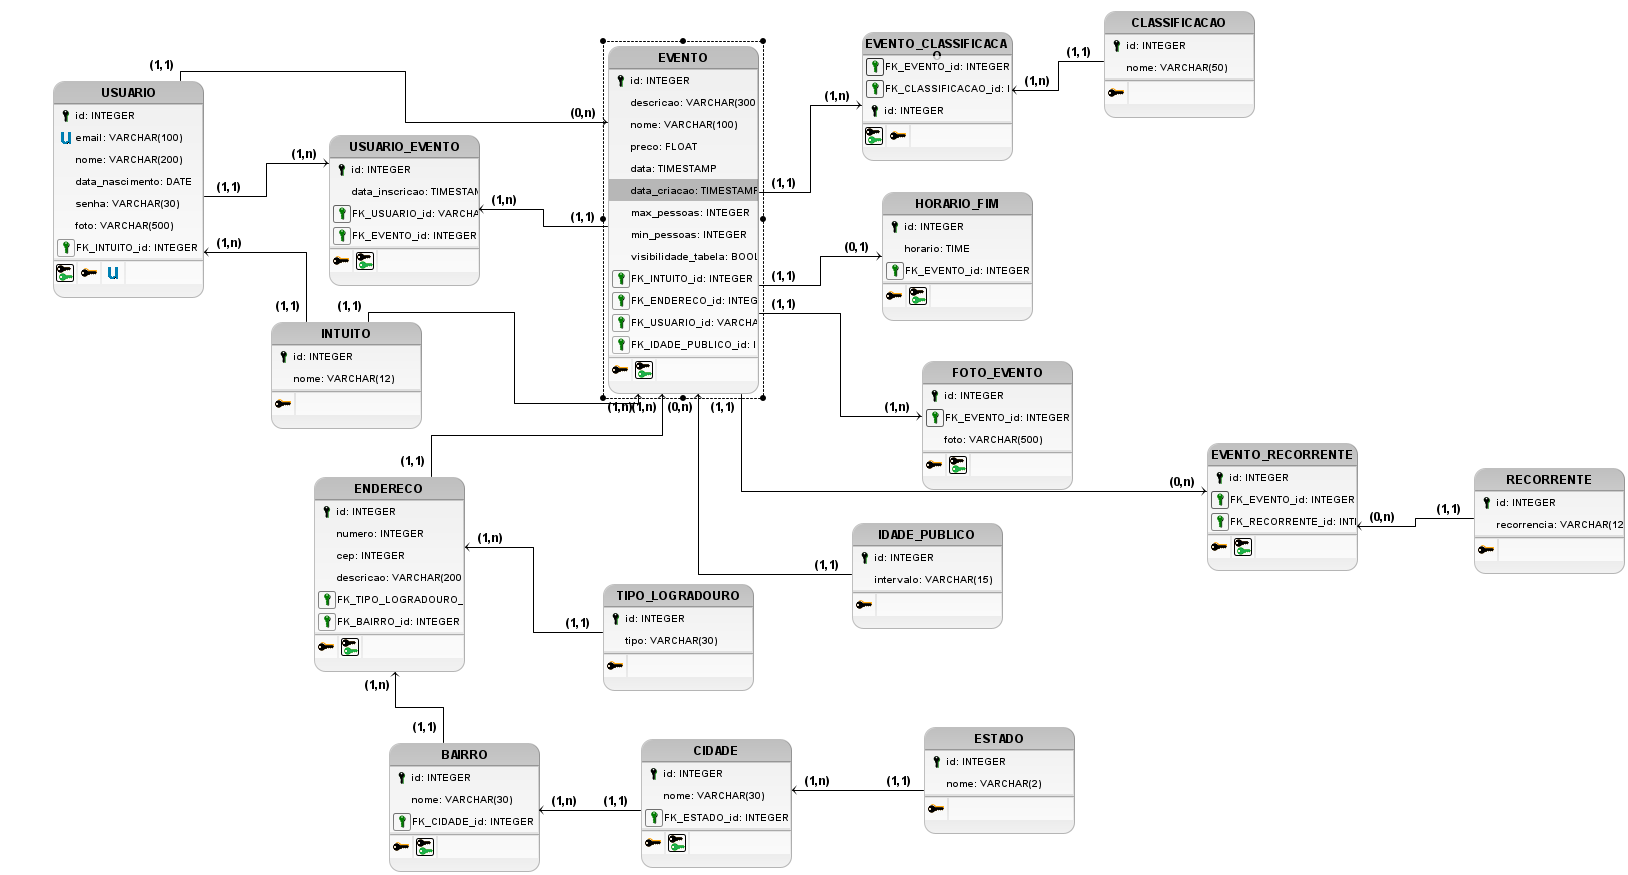 USUARIO
id: INTEGER
u email: VARCHAR(100)
nome: VARCHAR(200)
data_nascimento: DATE
senha: VARCHAR(30)
foto: VARCHAR(500)
FK_INTUITO_id: INTEGER
u
(1,1)
(0,n)
(1,1)
(1,n)
(1,n)
(1,1)
USUARIO_EVENTO
id: INTEGER
data_inscricao: TIMESTAM
FK_USUARIO_id: VARCHA
FK_EVENTO_id: INTEGER
(1,n)
(1,1)
INTUITO
id: INTEGER
nome: VARCHAR(12)
(1,1)
EVENTO
id: INTEGER
descricao: VARCHAR(300
nome: VARCHAR(100)
preco: FLOAT
data: TIMESTAMP
data_criacao: TIMESTAMP
max_pessoas: INTEGER
min_pessoas: INTEGER
visibilidade_tabela: BOOL
FK_INTUITO_id: INTEGER
FK_ENDERECO_id: INTEG
FK_USUARIO_id: VARCHA
FK_IDADE_PUBLICO_id: I
(1,n)
(1,n)
(0,n)
(1,1)
EVENTO_CLASSIFICACA
FK_EVENTO_id: INTEGER
FK_CLASSIFICACAO_id: I
id: INTEGER
(1,n)
(1,1)
(1,n)
(1,1)
CLASSIFICACAO
id: INTEGER
nome: VARCHAR(50)
HORARIO_FIM
id: INTEGER
horario: TIME
FK_EVENTO_id: INTEGER
(0,1)
(1,1)
(1,1)
FOTO_EVENTO
id: INTEGER
FK_EVENTO_id: INTEGER
foto: VARCHAR(500)
(1,n)
EVENTO_RECORRENTE
id: INTEGER
FK_EVENTO_id: INTEGER
FK_RECORRENTE_id: INTI
(0,n)
(0,n)
(1,1)
RECORRENTE
id: INTEGER
recorrencia: VARCHAR(12
ENDERECO
id: INTEGER
numero: INTEGER
cep: INTEGER
descricao: VARCHAR(200
FK_TIPO_LOGRADOURO_
FK_BAIRRO_id: INTEGER
(1,1)
(1,n)
(1,1)
TIPO_LOGRADOURO
id: INTEGER
tipo: VARCHAR(30)
IDADE_PUBLICO
id: INTEGER
intervalo: VARCHAR(15)
(1,1)
(1,n)
(1,1)
BAIRRO
id: INTEGER
nome: VARCHAR(30)
FK_CIDADE_id: INTEGER
(1,n)
(1,1)
CIDADE
id: INTEGER
nome: VARCHAR(30)
FK_ESTADO_id: INTEGER
(1,n)
(1,1)
ESTADO
id: INTEGER
nome: VARCHAR(2)